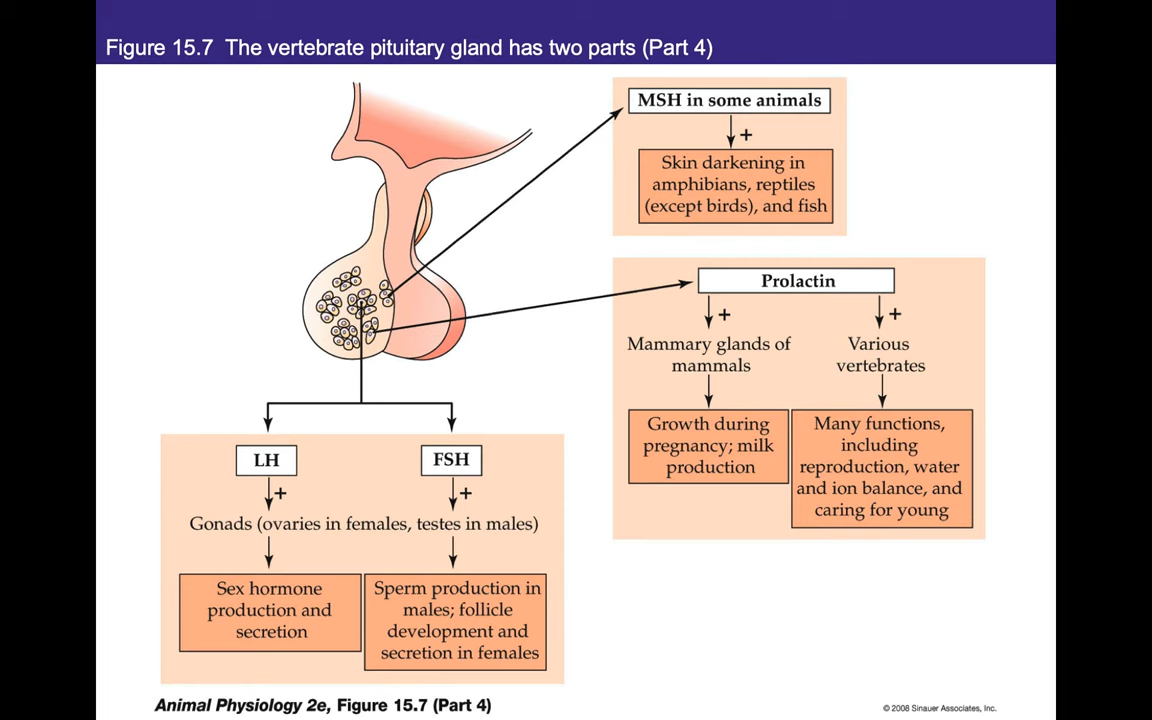 Figure 15.7  The vertebrate pituitary gland has two parts (Part 4)
MSH in some animals
+
Skin darkening in
amphibians, reptiles
(except birds), and fish
Prolactin
+
+
Mammary glands of
mammals
Various
vertebrates
Growth during
pregnancy; milk
production
Many functions,
including
reproduction, water
and ion balance, and
caring for young
LH
FSH
+
+
Gonads (ovaries in females, testes in males)
Sex hormone
production and
secretion
Sperm production in
males; follicle
development and
secretion in females
Animal Physiology 2e, Figure 15.7 (Part 4)
© 2008 Sinauer Associates, Inc.